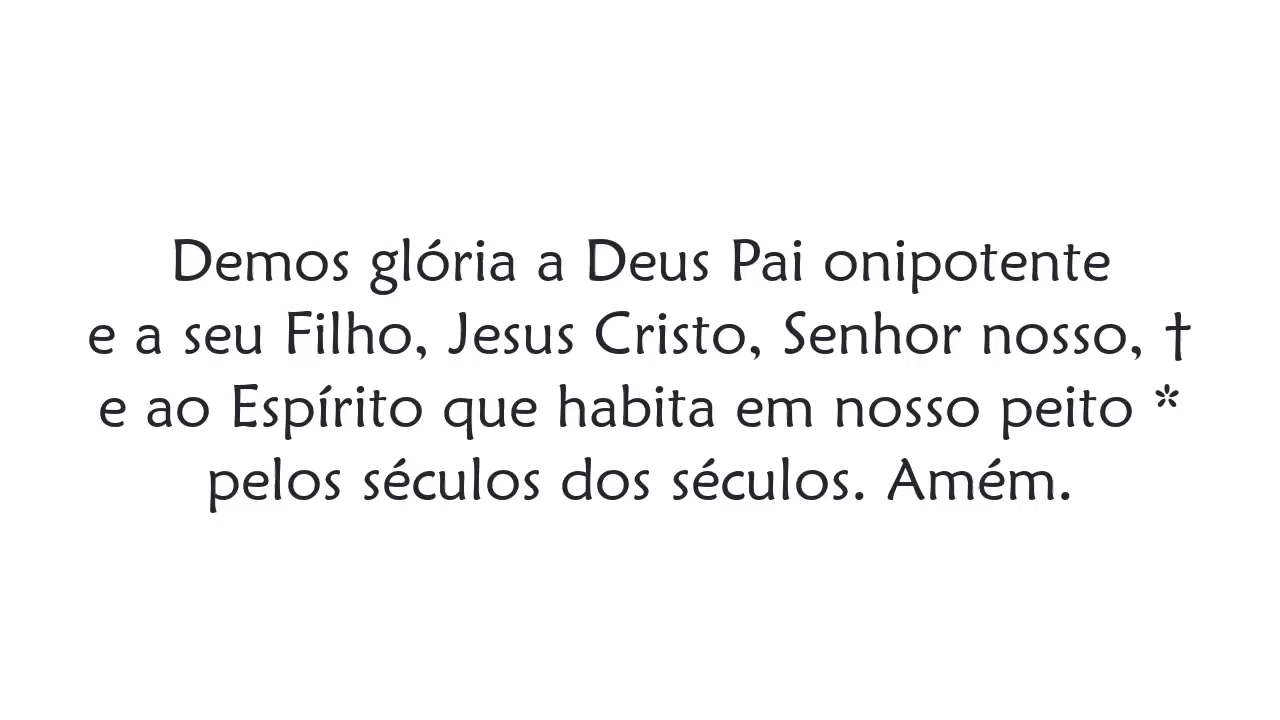 Demos glória a Deus Pai onipotente
e a seu Filho, Jesus Cristo, Senhor nosso, †
e ao Espírito que habita em nosso peito *
pelos séculos dos séculos. Amém.